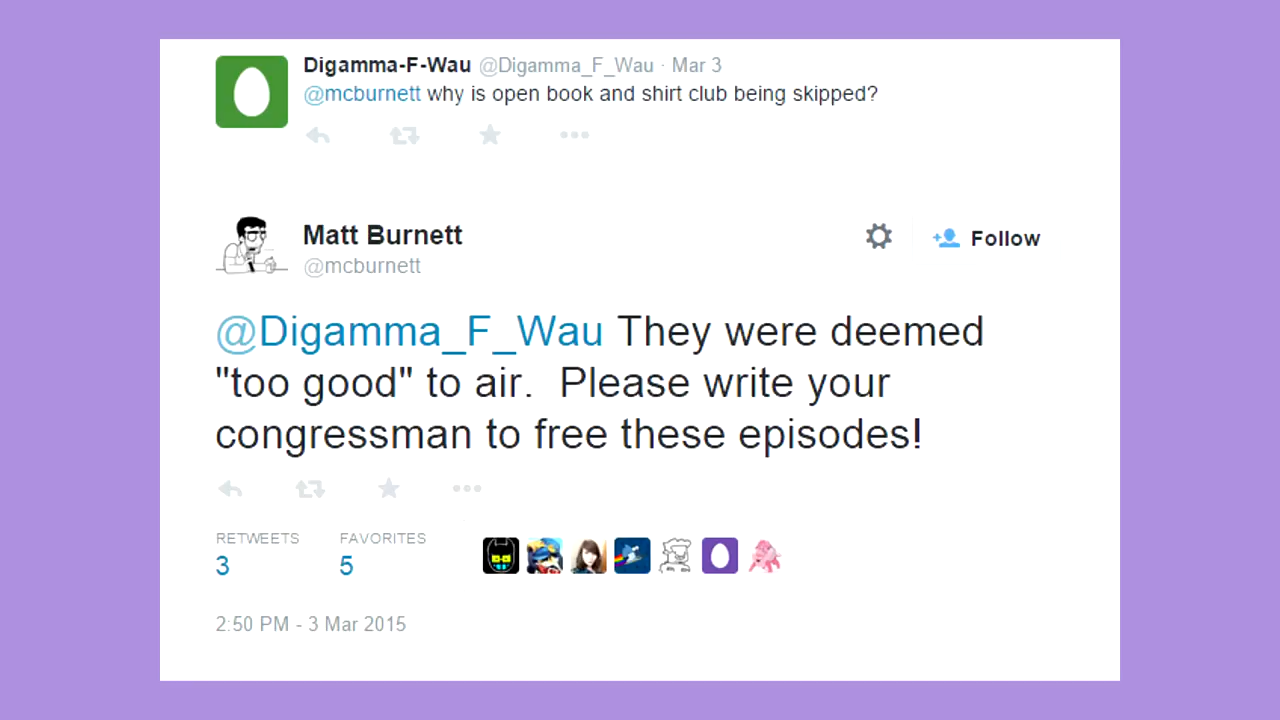 Digamma-F-Wau @Digamma_F_Wau · Mar 3
@mcburnett why is open book and shirt club being skipped?
Matt Burnett
Follow
@mcburnett
@Digamma_F_Wau They were deemed
"too good" to air. Please write your
congressman to free these episodes!
RETWEETS FAVORITES
3 5
2:50 PM - 3 Mar 2015